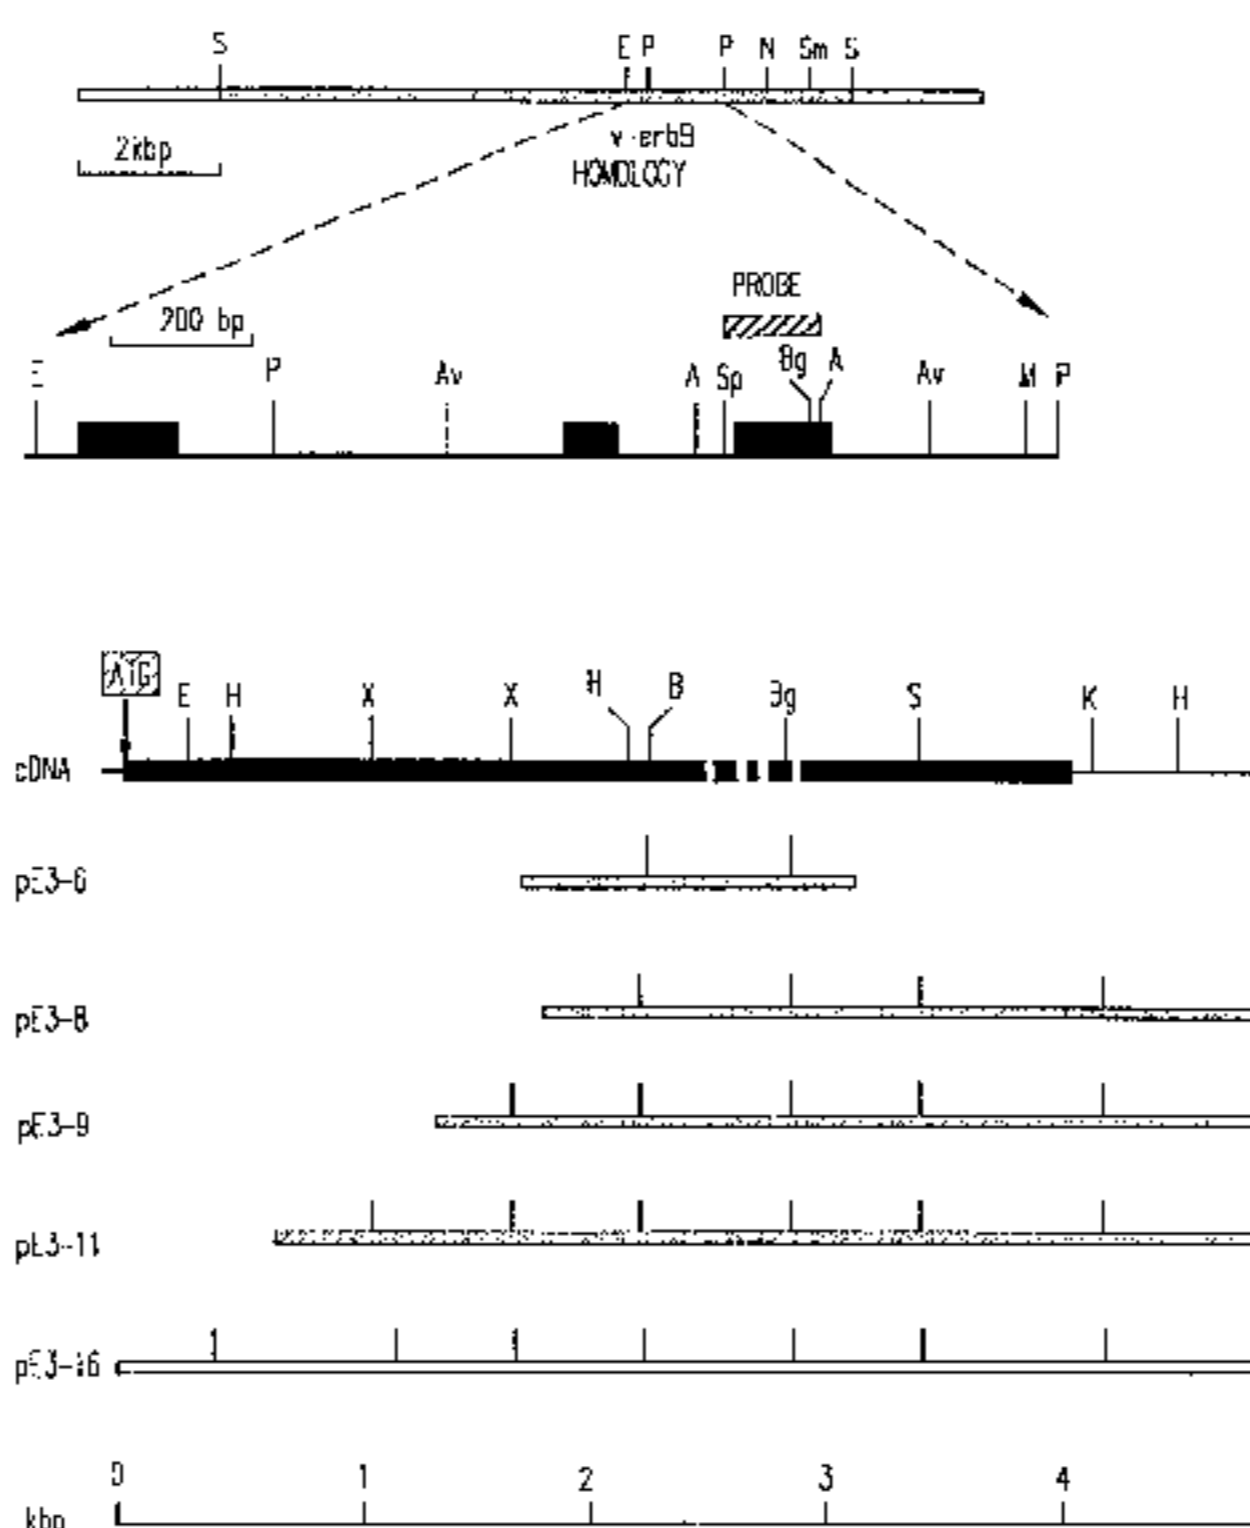 S E P P N Sm S
2kbp
v-erbB
HOMOLOGY
PROBE
200 bp
E P Av A Sp Bg A Av M P
ATG
E H X X H B Bg S K H
cDNA
pE3-6
pE3-8
pE3-9
pE3-11
pE3-16
0 1 2 3 4
kbp